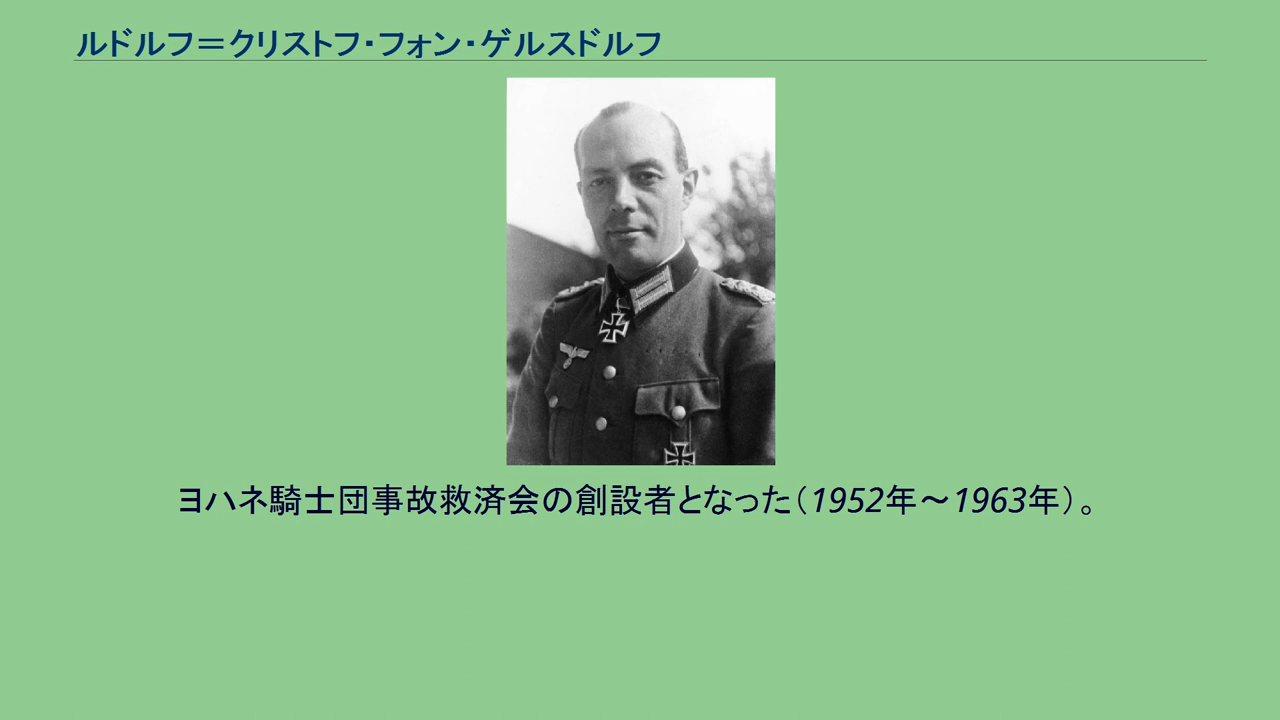 ルドルフ＝クリストフ・フォン・ゲルスドルフ
ヨハネ騎士団事故救済会の創設者となった（1952年～1963年）。